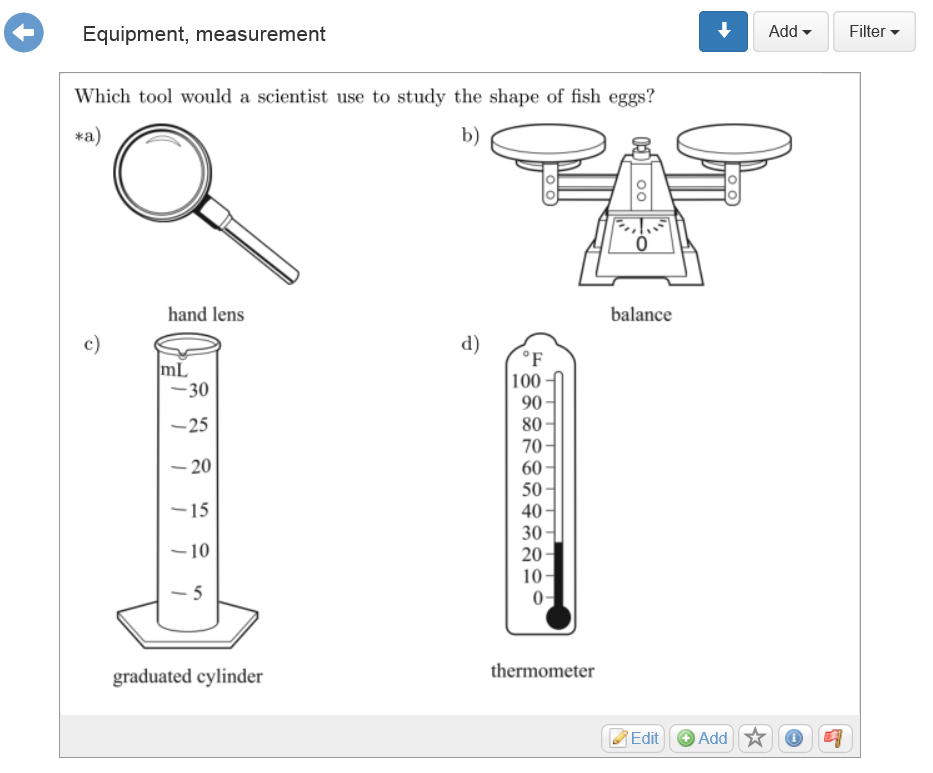 Equipment, measurement
Add
Filter
Which tool would a scientist use to study the shape of fish eggs?
*a)
b)
0
hand lens
balance
c)
mL
30
25
20
15
10
5
graduated cylinder
d)
°F
100
90
80
70
60
50
40
30
20
10
0
thermometer
Edit
Add